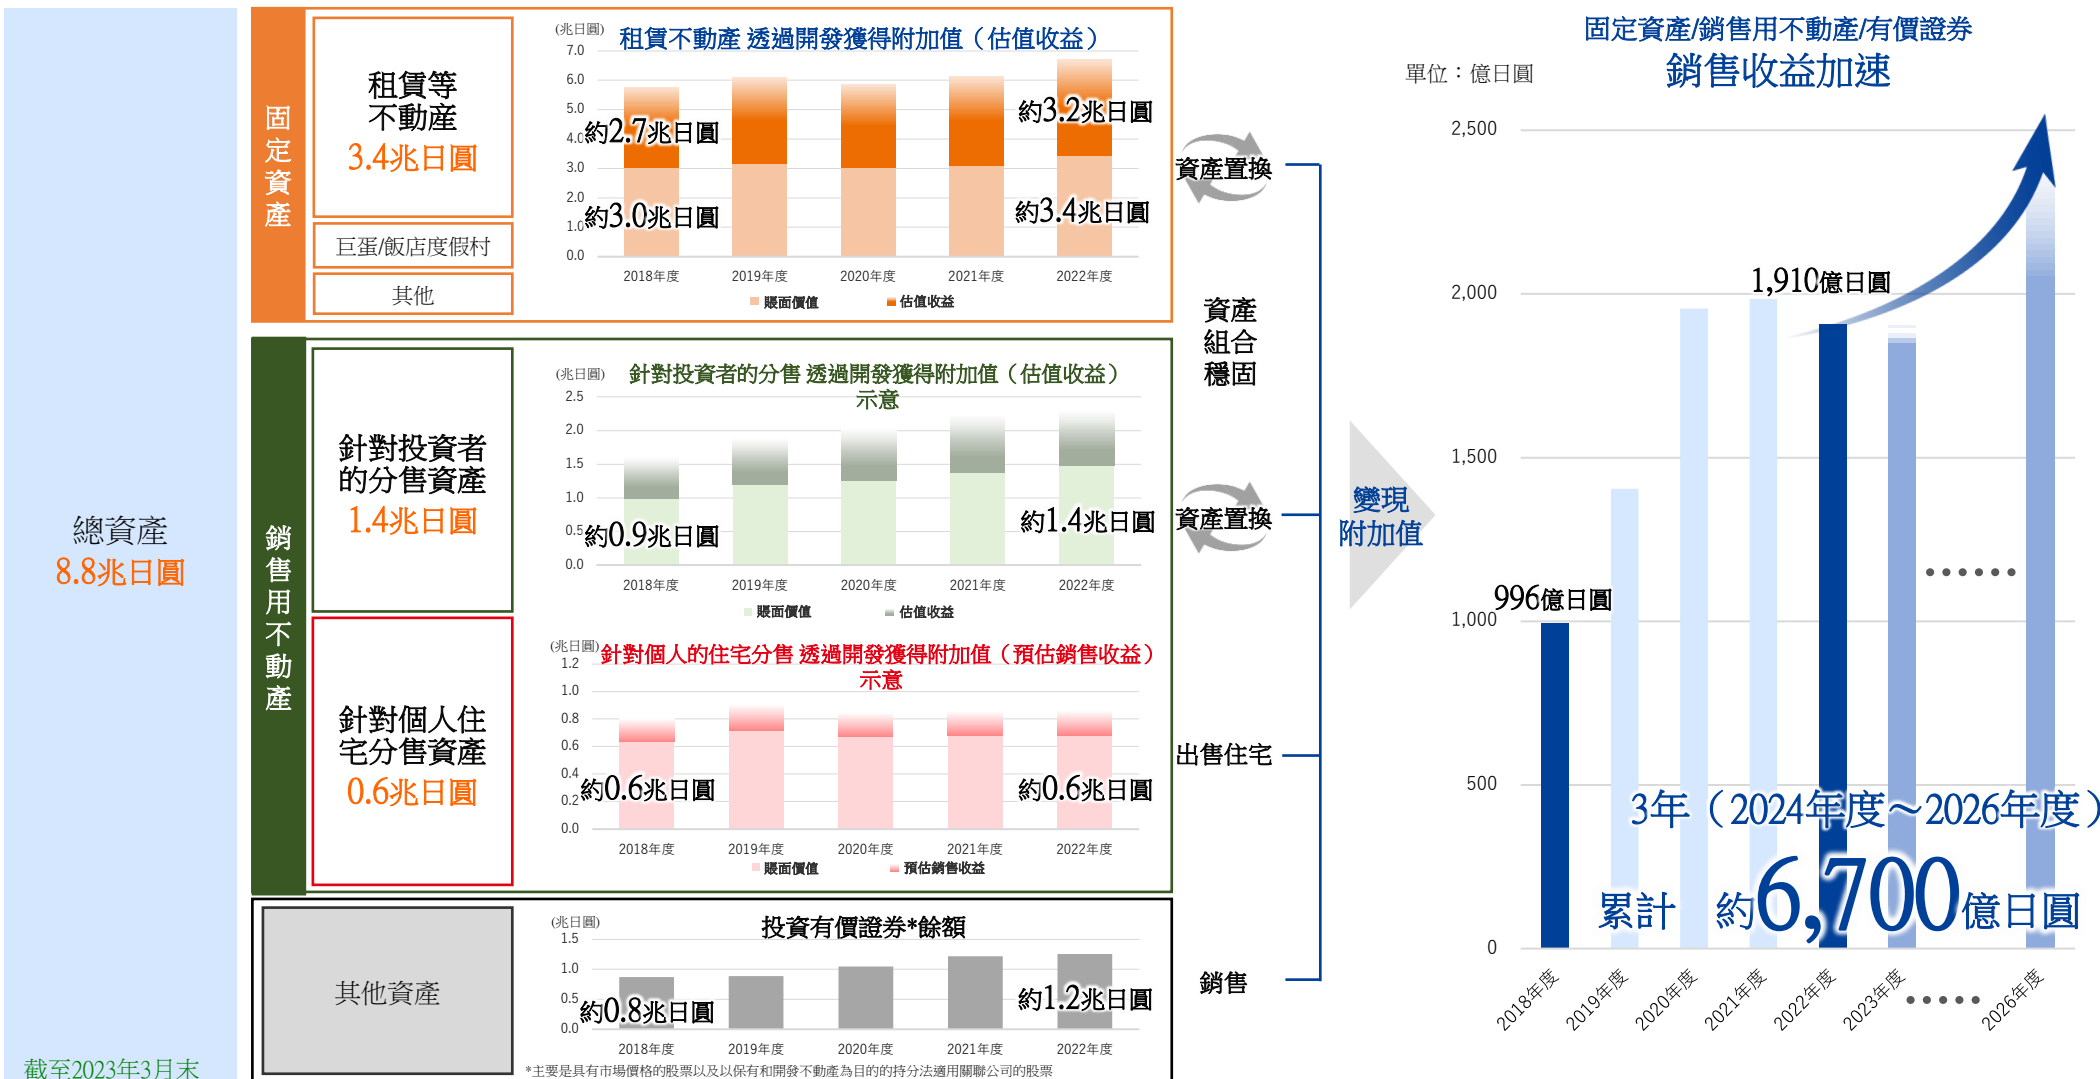 總資產
8.8兆日圓
截至2023年3月末
固定資產
租賃等
不動產
3.4兆日圓
巨蛋/飯店度假村
其他
(兆日圓)
租賃不動產 透過開發獲得附加值（估值收益）
7.0
6.0
5.0
4.0
3.0
2.0
1.0
0.0
約2.7兆日圓
約3.0兆日圓
約3.2兆日圓
約3.4兆日圓
2018年度
2019年度
2020年度
2021年度
2022年度
賬面價值
估值收益
銷售用不動產
針對投資者
的分售資產
1.4兆日圓
(兆日圓)
針對投資者的分售 透過開發獲得附加值（估值收益）
示意
2.5
2.0
1.5
1.0
0.5
0.0
約0.9兆日圓
約1.4兆日圓
2018年度
2019年度
2020年度
2021年度
2022年度
賬面價值
估值收益
針對個人住
宅分售資產
0.6兆日圓
(兆日圓)
針對個人的住宅分售 透過開發獲得附加值（預估銷售收益）
示意
1.2
1.0
0.8
0.6
0.4
0.2
0.0
約0.6兆日圓
約0.6兆日圓
2018年度
2019年度
2020年度
2021年度
2022年度
賬面價值
預估銷售收益
其他資產
(兆日圓)
投資有價證券*餘額
1.5
1.0
0.5
0.0
約0.8兆日圓
約1.2兆日圓
2018年度
2019年度
2020年度
2021年度
2022年度
*主要是具有市場價格的股票以及以保有和開發不動產為目的的持分法適用關聯公司的股票
資產置換
資產
組合
穩固
資產置換
出售住宅
銷售
變現
附加值
固定資產/銷售用不動產/有價證券
銷售收益加速
單位：億日圓
2,500
2,000
1,500
1,000
500
0
996億日圓
1,910億日圓
••••••
3年（2024年度～2026年度）
累計 約6,700億日圓
2018年度
2019年度
2020年度
2021年度
2022年度
2023年度
•••••
2026年度